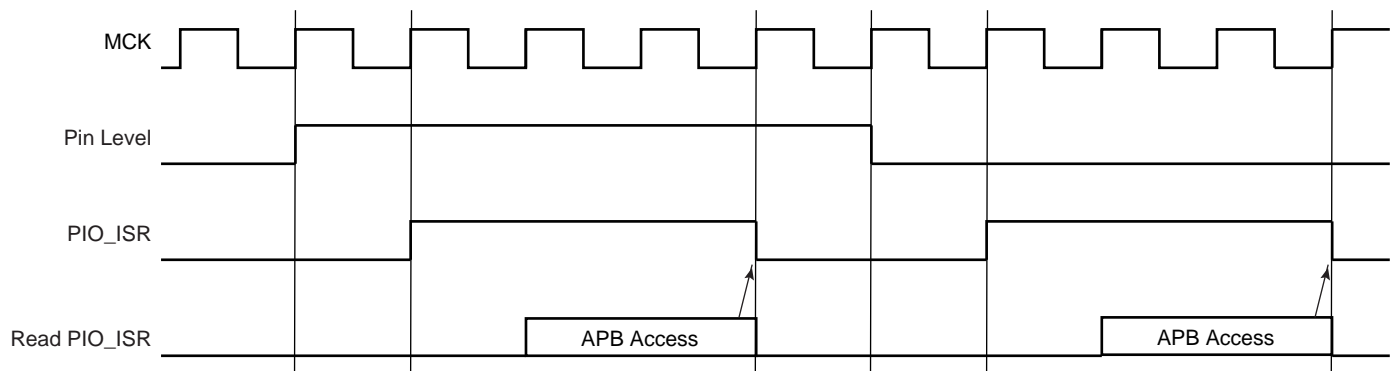 MCK
Pin Level
PIO_ISR
Read PIO_ISR
APB Access
APB Access